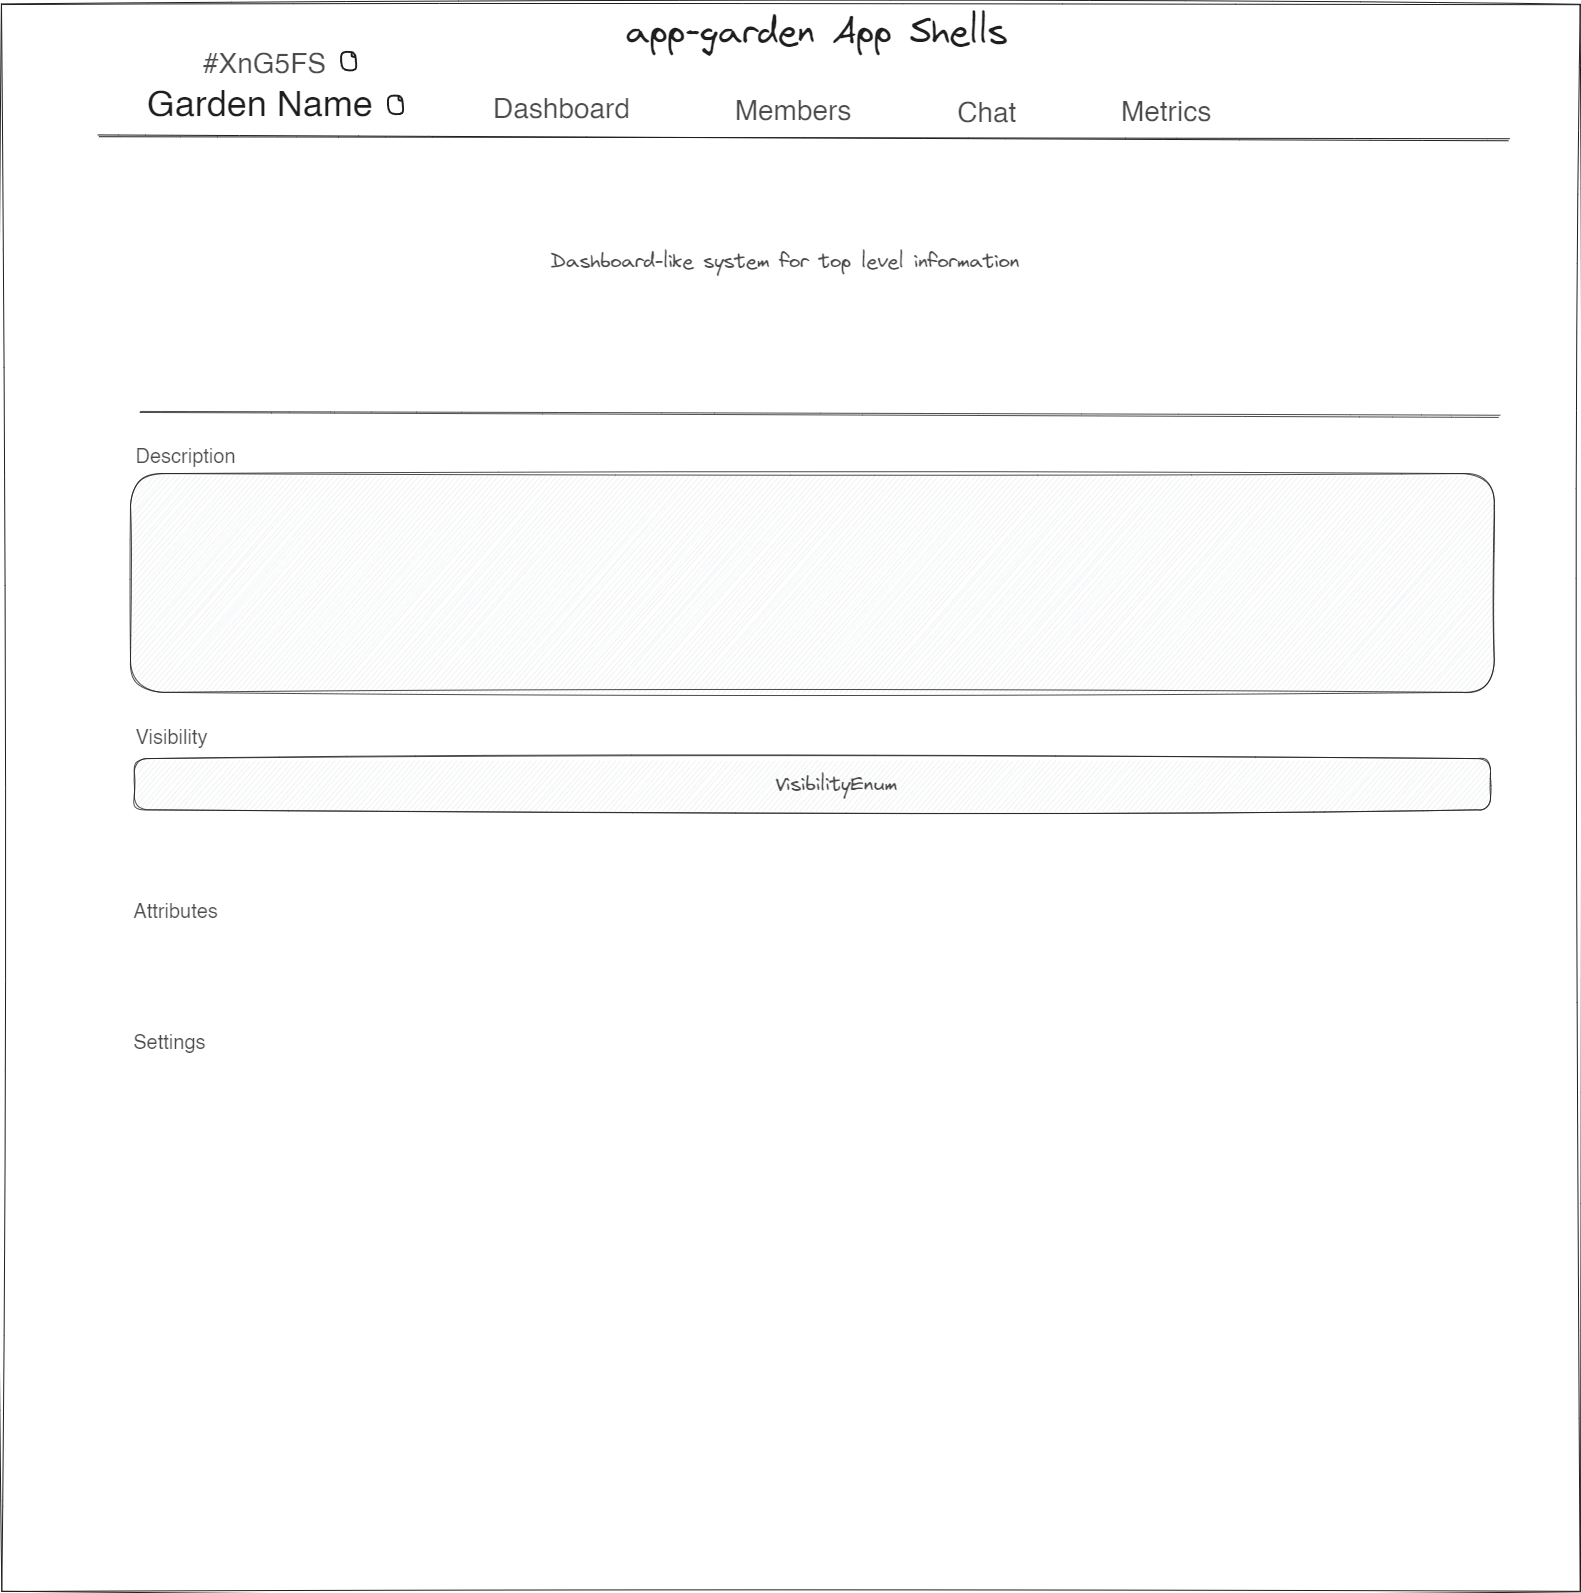 app-garden App Shells
#XnG5FS
Garden Name Dashboard Members Chat Metrics
Dashboard-like system for top level information
Description
Visibility
VisibilityEnum
Attributes
Settings